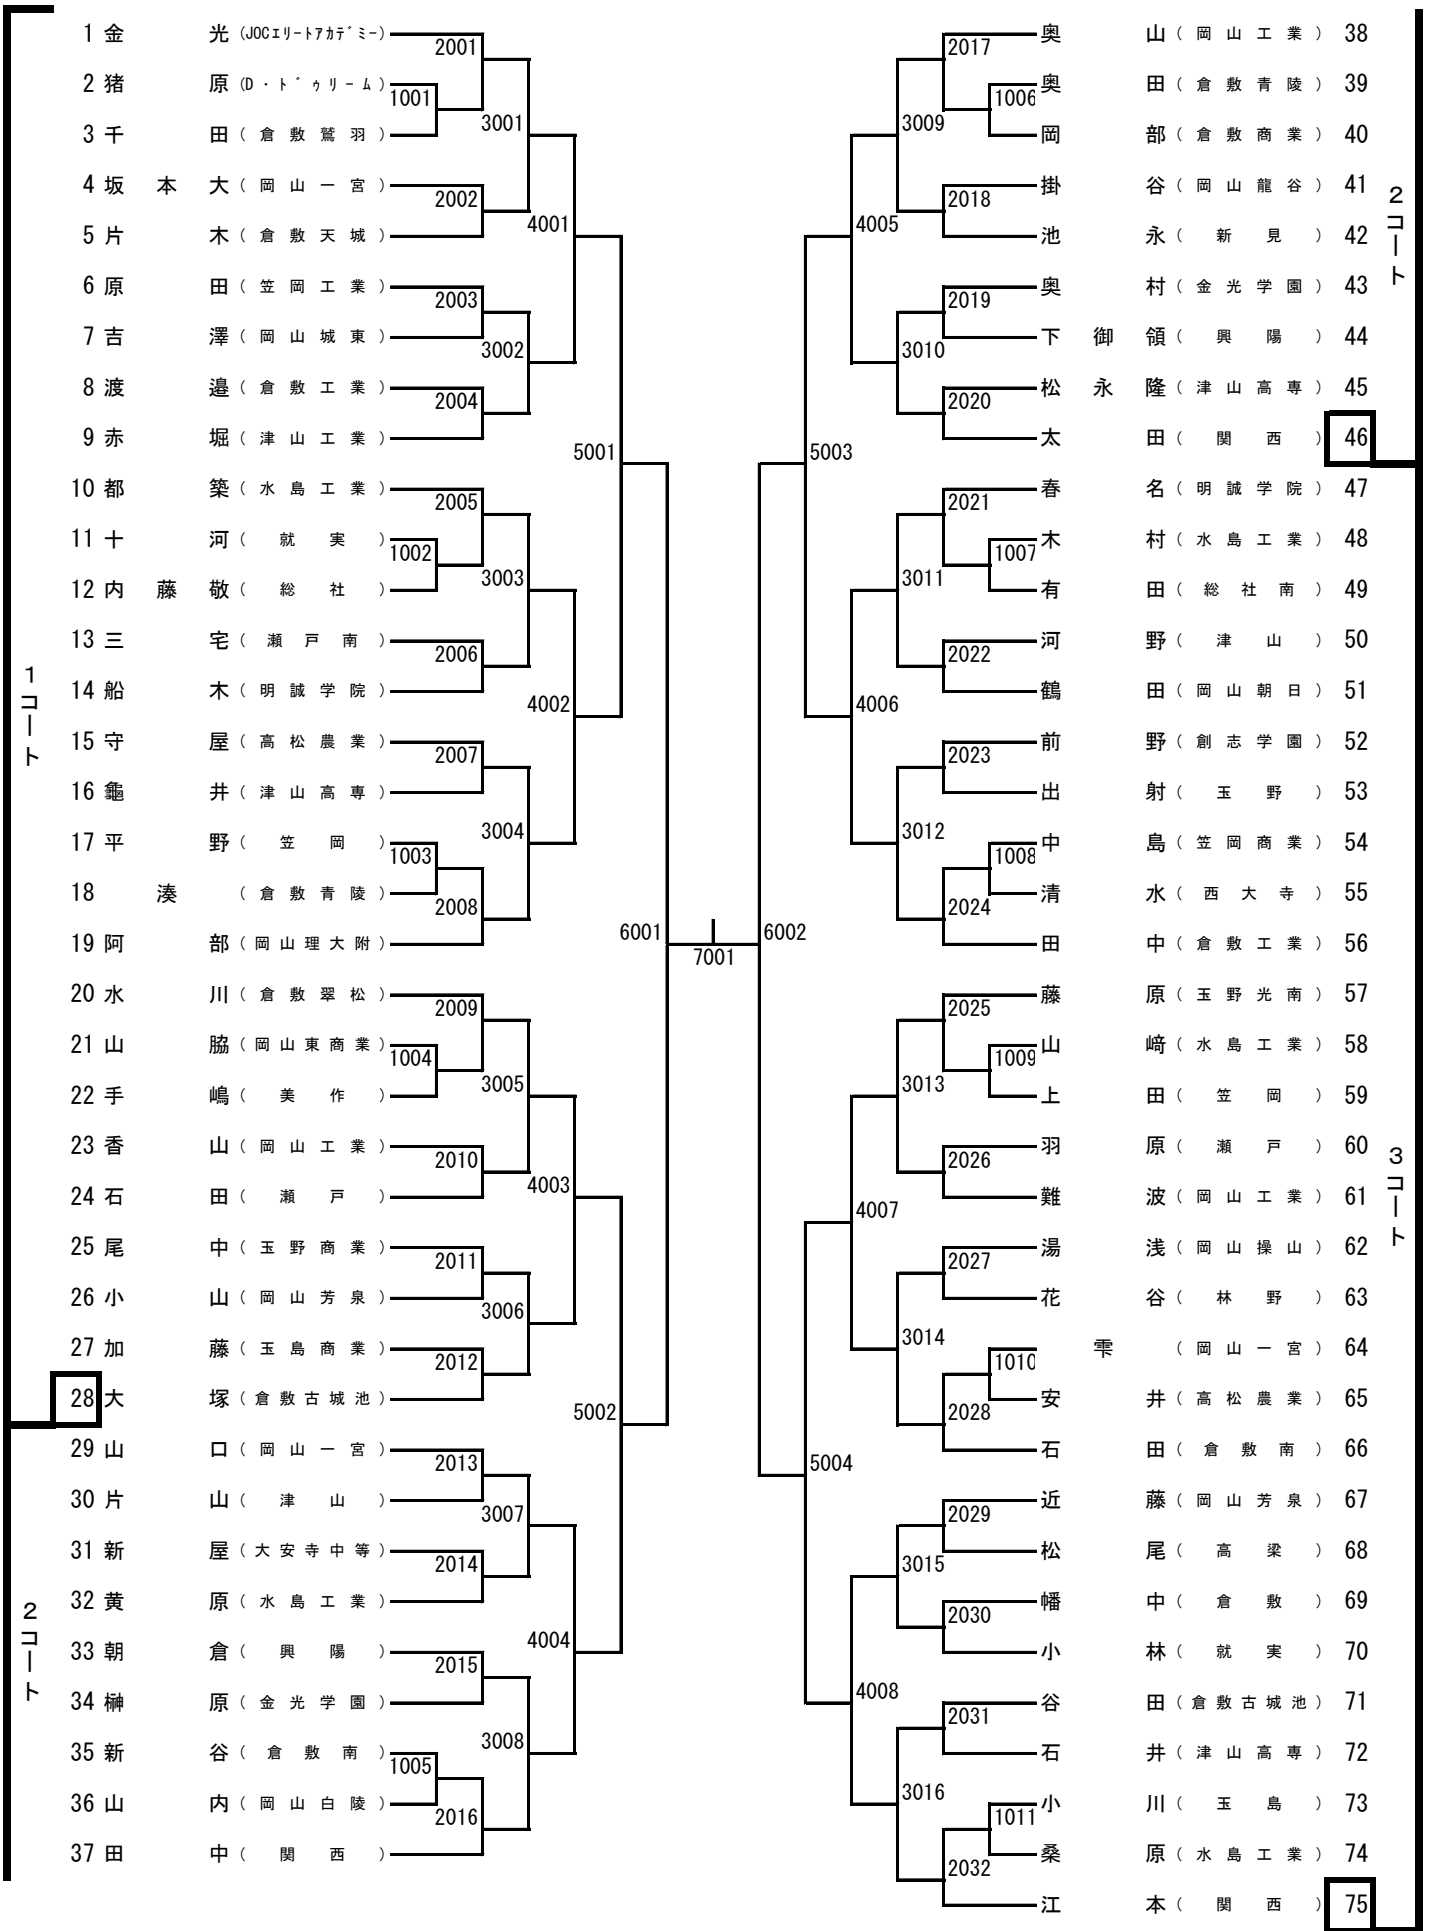 1 金光 (JOCエリートアカデミー)
2 猪原 (D・ドゥリーム)
3 千田 (倉敷鷲羽)
4 坂本大 (岡山一宮)
5 片木 (倉敷天城)
6 原田 (笠岡工業)
7 吉澤 (岡山城東)
8 渡邉 (倉敷工業)
9 赤堀 (津山工業)
10 都築 (水島工業)
11 十河 (就実)
12 内藤敬 (総社)
13 三宅 (瀬戸南)
14 船木 (明誠学院)
15 守屋 (高松農業)
16 龜井 (津山高専)
17 平野 (笠岡)
18 湊 (倉敷青陵)
19 阿部 (岡山理大附)
20 水川 (倉敷翠松)
21 山脇 (岡山東商業)
22 手嶋 (美作)
23 香山 (岡山工業)
24 石田 (瀬戸)
25 尾中 (玉野商業)
26 小山 (岡山芳泉)
27 加藤 (玉島商業)
28 大塚 (倉敷古城池)
29 山口 (岡山一宮)
30 片山 (津山)
31 新屋 (大安寺中等)
32 黄原 (水島工業)
33 朝倉 (興陽)
34 榊原 (金光学園)
35 新谷 (倉敷南)
36 山内 (岡山白陵)
37 田中 (関西)
1コート
2コート
1001
1002
1003
1004
1005
2001
2002
2003
2004
2005
2006
2007
2008
2009
2010
2011
2012
2013
2014
2015
2016
3001
3002
3003
3004
3005
3006
3007
3008
4001
4002
4003
4004
5001
5002
6001
7001
6002
5003
5004
4005
4006
4007
4008
3009
3010
3011
3012
3013
3014
3015
3016
2017
2018
2019
2020
2021
2022
2023
2024
2025
2026
2027
2028
2029
2030
2031
2032
1006
1007
1008
1009
1010
1011
奥山 (岡山工業) 38
奥田 (倉敷青陵) 39
岡部 (倉敷商業) 40
掛谷 (岡山龍谷) 41
池永 (新見) 42
奥村 (金光学園) 43
下御領 (興陽) 44
松永隆 (津山高専) 45
太田 (関西) 46
春名 (明誠学院) 47
木村 (水島工業) 48
有田 (総社南) 49
河野 (津山) 50
鶴田 (岡山朝日) 51
前野 (創志学園) 52
出射 (玉野) 53
中島 (笠岡商業) 54
清水 (西大寺) 55
田中 (倉敷工業) 56
藤原 (玉野光南) 57
山﨑 (水島工業) 58
上田 (笠岡) 59
羽原 (瀬戸) 60
難波 (岡山工業) 61
湯浅 (岡山操山) 62
花谷 (林野) 63
雫 (岡山一宮) 64
安井 (高松農業) 65
石田 (倉敷南) 66
近藤 (岡山芳泉) 67
松尾 (高梁) 68
幡中 (倉敷) 69
小林 (就実) 70
谷田 (倉敷古城池) 71
石井 (津山高専) 72
小川 (玉島) 73
桑原 (水島工業) 74
江本 (関西) 75
2コート
3コート